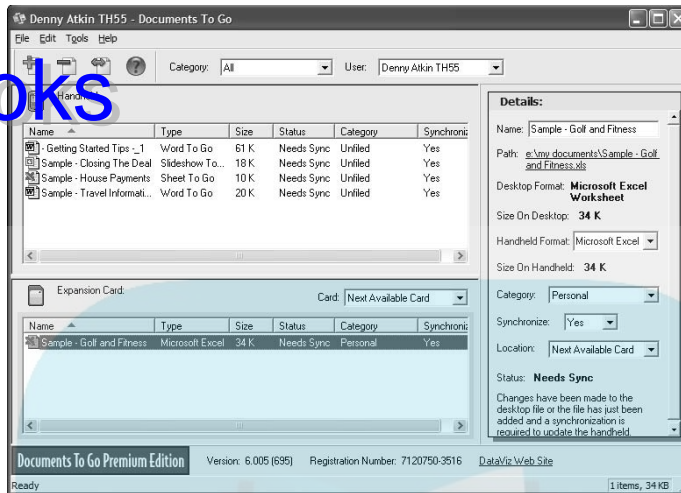 Denny Atkin TH55 - Documents To Go
File Edit Tools Help
Category: All User: Denny Atkin TH55
oks
Handheld
Name Type Size Status Category Synchroniz
- Getting Started Tips -_1 Word To Go 61 K Needs Sync Unfiled Yes
Sample - Closing The Deal Slideshow To... 18 K Needs Sync Unfiled Yes
Sample - House Payments Sheet To Go 10 K Needs Sync Unfiled Yes
Sample - Travel Informati... Word To Go 20 K Needs Sync Unfiled Yes
Expansion Card: Card: Next Available Card
Name Type Size Status Category Synchroniz
Sample - Golf and Fitness Microsoft Excel 34 K Needs Sync Personal Yes
Details:
Name: Sample - Golf and Fitness
Path: e:\my documents\Sample - Golf
and Fitness.xls
Desktop Format: Microsoft Excel
Worksheet
Size On Desktop: 34 K
Handheld Format: Microsoft Excel
Size On Handheld: 34 K
Category: Personal
Synchronize: Yes
Location: Next Available Card
Status: Needs Sync
Changes have been made to the
desktop file or the file has just been
added and a synchronization is
required to update the handheld.
Documents To Go Premium Edition Version: 6.005 (695) Registration Number: 7120750-3516 DataViz Web Site
Ready 1 items, 34 KB